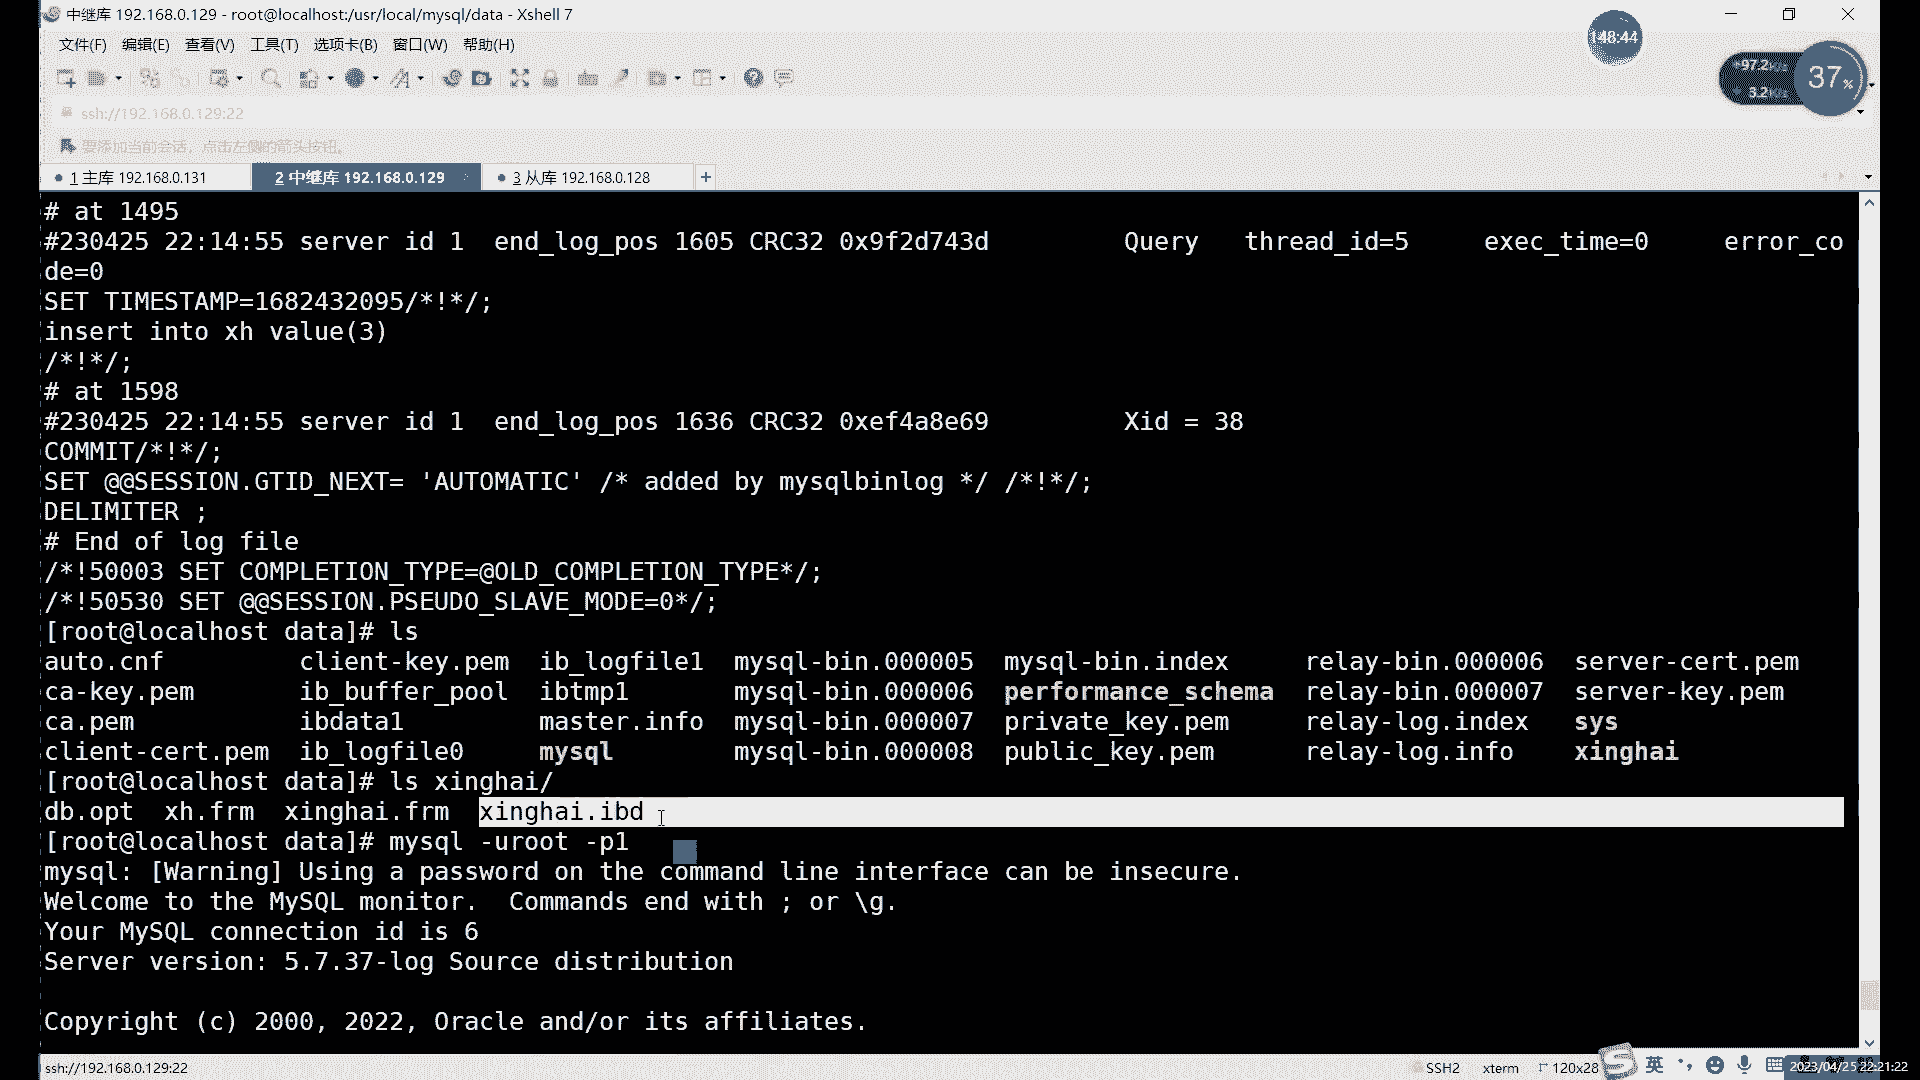 中继库 192.168.0.129 - root@localhost:/usr/local/mysql/data - Xshell 7
文件(F) 编辑(E) 查看(V) 工具(T) 选项卡(B) 窗口(W) 帮助(H)
148:44
+97.2K/s
3.2K/s
37%
ssh://192.168.0.129:22
要添加当前会话，点击左侧的箭头按钮。
1 主库 192.168.0.131
2 中继库 192.168.0.129
3 从库 192.168.0.128
# at 1495
#230425 22:14:55 server id 1  end_log_pos 1605 CRC32 0x9f2d743d         Query   thread_id=5     exec_time=0     error_co
de=0
SET TIMESTAMP=1682432095/*!*/;
insert into xh value(3)
/*!*/;
# at 1598
#230425 22:14:55 server id 1  end_log_pos 1636 CRC32 0xef4a8e69         Xid = 38
COMMIT/*!*/;
SET @@SESSION.GTID_NEXT= 'AUTOMATIC' /* added by mysqlbinlog */ /*!*/;
DELIMITER ;
# End of log file
/*!50003 SET COMPLETION_TYPE=@OLD_COMPLETION_TYPE*/;
/*!50530 SET @@SESSION.PSEUDO_SLAVE_MODE=0*/;
[root@localhost data]# ls
auto.cnf         client-key.pem  ib_logfile1  mysql-bin.000005  mysql-bin.index     relay-bin.000006  server-cert.pem
ca-key.pem       ib_buffer_pool  ibtmp1       mysql-bin.000006  performance_schema  relay-bin.000007  server-key.pem
ca.pem           ibdata1         master.info  mysql-bin.000007  private_key.pem     relay-log.index   sys
client-cert.pem  ib_logfile0     mysql        mysql-bin.000008  public_key.pem      relay-log.info    xinghai
[root@localhost data]# ls xinghai/
db.opt  xh.frm  xinghai.frm  xinghai.ibd
[root@localhost data]# mysql -uroot -p1
mysql: [Warning] Using a password on the command line interface can be insecure.
Welcome to the MySQL monitor.  Commands end with ; or \g.
Your MySQL connection id is 6
Server version: 5.7.37-log Source distribution
Copyright (c) 2000, 2022, Oracle and/or its affiliates.
ssh://192.168.0.129:22
SSH2
xterm
120x28
英
2023/04/25 22:21:22